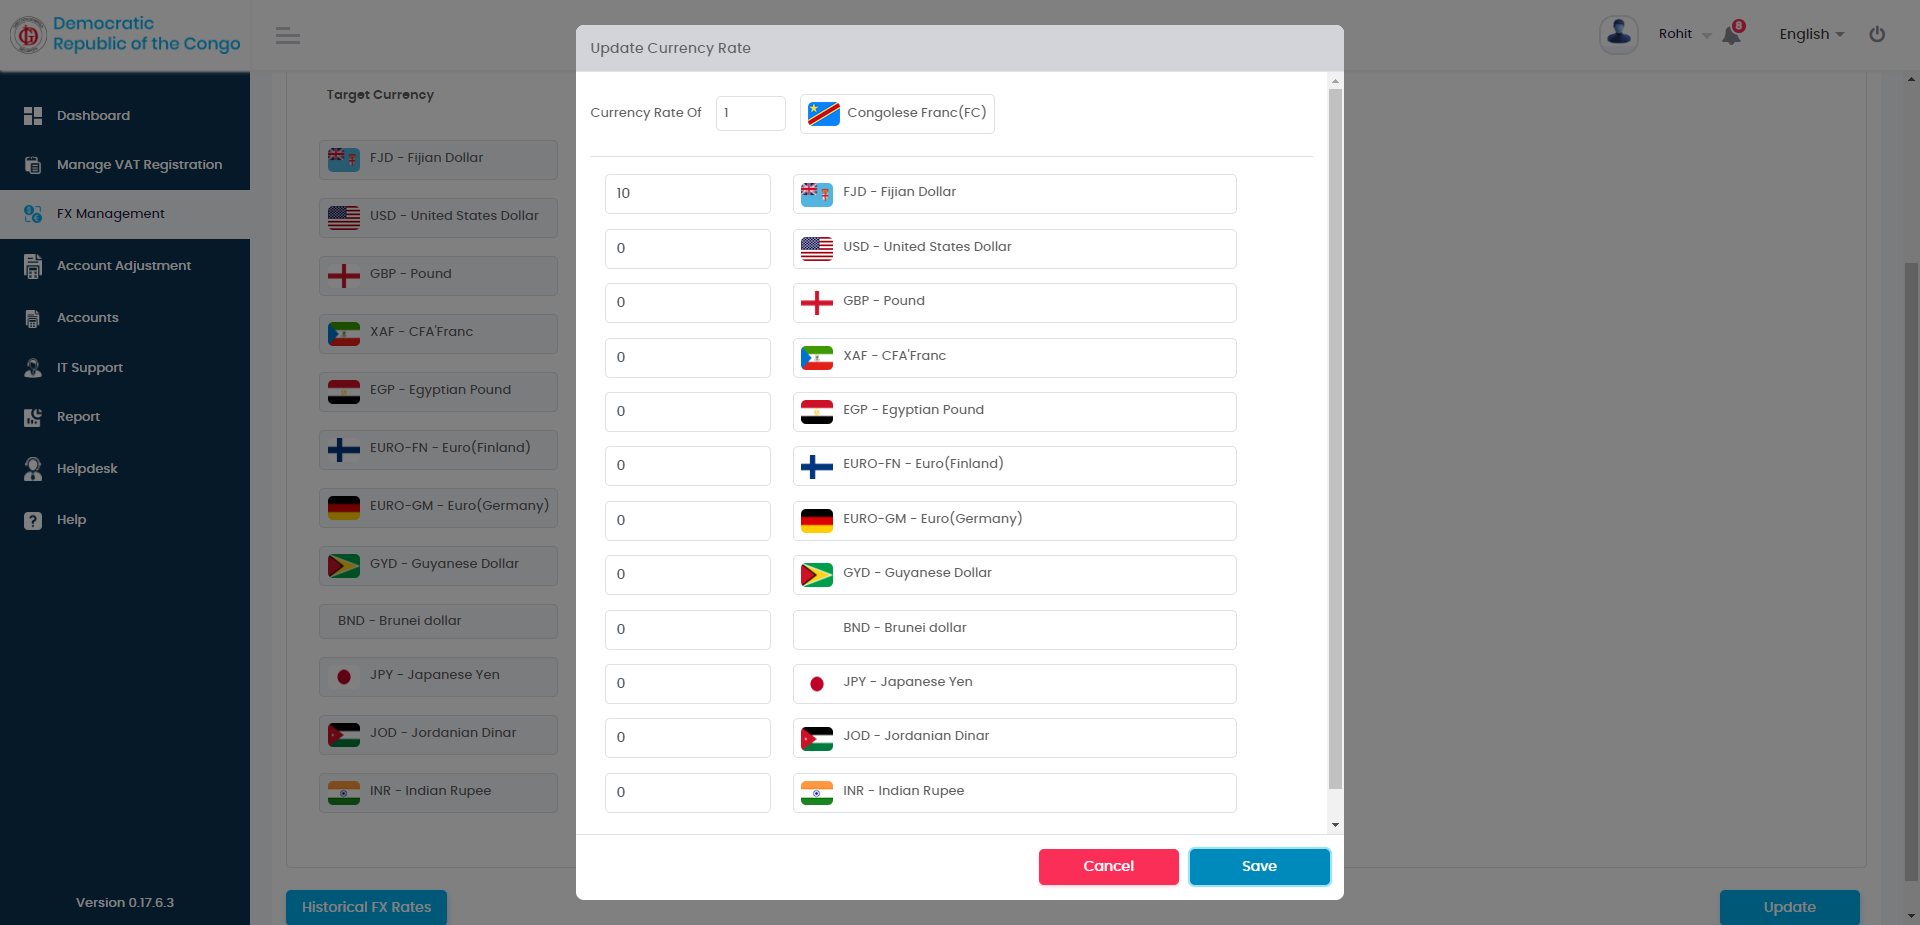 Democratic
Republic of the Congo
Rohit
8
English
Dashboard
Manage VAT Registration
FX Management
Account Adjustment
Accounts
IT Support
Report
Helpdesk
Help
Version 0.17.6.3
Target Currency
FJD - Fijian Dollar
USD - United States Dollar
GBP - Pound
XAF - CFA'Franc
EGP - Egyptian Pound
EURO-FN - Euro(Finland)
EURO-GM - Euro(Germany)
GYD - Guyanese Dollar
BND - Brunei dollar
JPY - Japanese Yen
JOD - Jordanian Dinar
INR - Indian Rupee
Historical FX Rates
Update
Update Currency Rate
Currency Rate Of 1 Congolese Franc(FC)
10 FJD - Fijian Dollar
0 USD - United States Dollar
0 GBP - Pound
0 XAF - CFA'Franc
0 EGP - Egyptian Pound
0 EURO-FN - Euro(Finland)
0 EURO-GM - Euro(Germany)
0 GYD - Guyanese Dollar
0 BND - Brunei dollar
0 JPY - Japanese Yen
0 JOD - Jordanian Dinar
0 INR - Indian Rupee
Cancel
Save